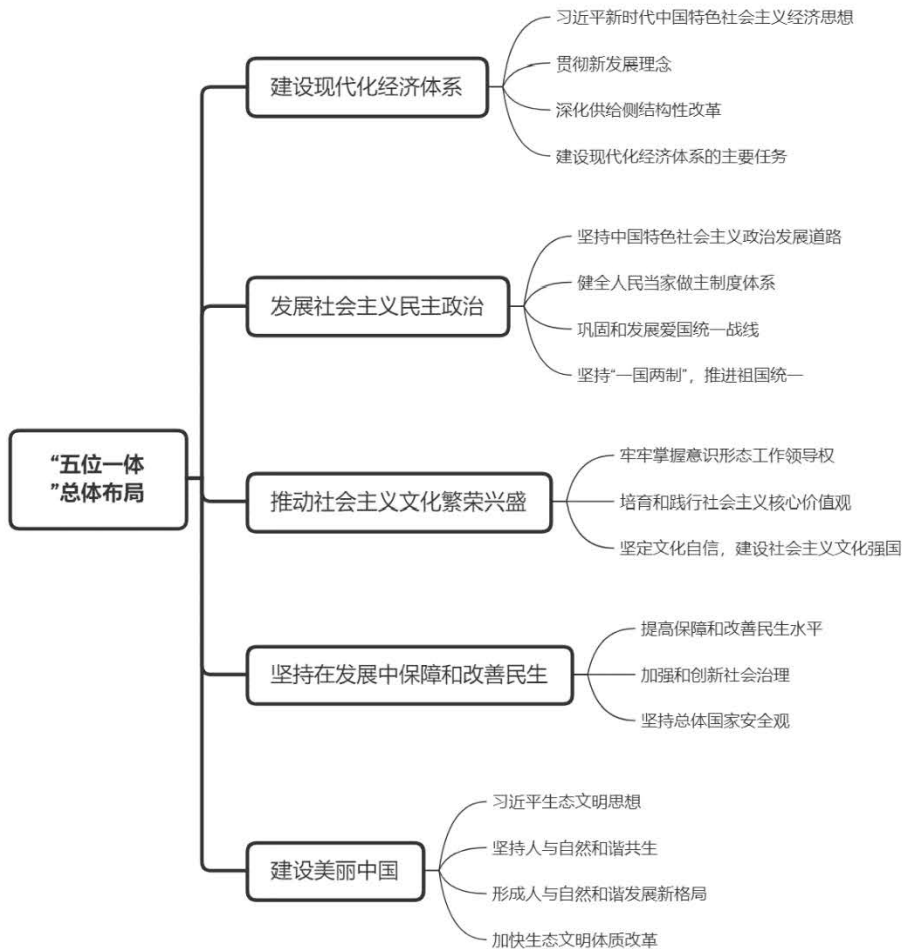 建设现代化经济体系
习近平新时代中国特色社会主义经济思想
贯彻新发展理念
深化供给侧结构性改革
建设现代化经济体系的主要任务
发展社会主义民主政治
坚持中国特色社会主义政治发展道路
健全人民当家做主制度体系
巩固和发展爱国统一战线
坚持“一国两制”，推进祖国统一
“五位一体
”总体布局
推动社会主义文化繁荣兴盛
牢牢掌握意识形态工作领导权
培育和践行社会主义核心价值观
坚定文化自信，建设社会主义文化强国
坚持在发展中保障和改善民生
提高保障和改善民生水平
加强和创新社会治理
坚持总体国家安全观
建设美丽中国
习近平生态文明思想
坚持人与自然和谐共生
形成人与自然和谐发展新格局
加快生态文明体质改革